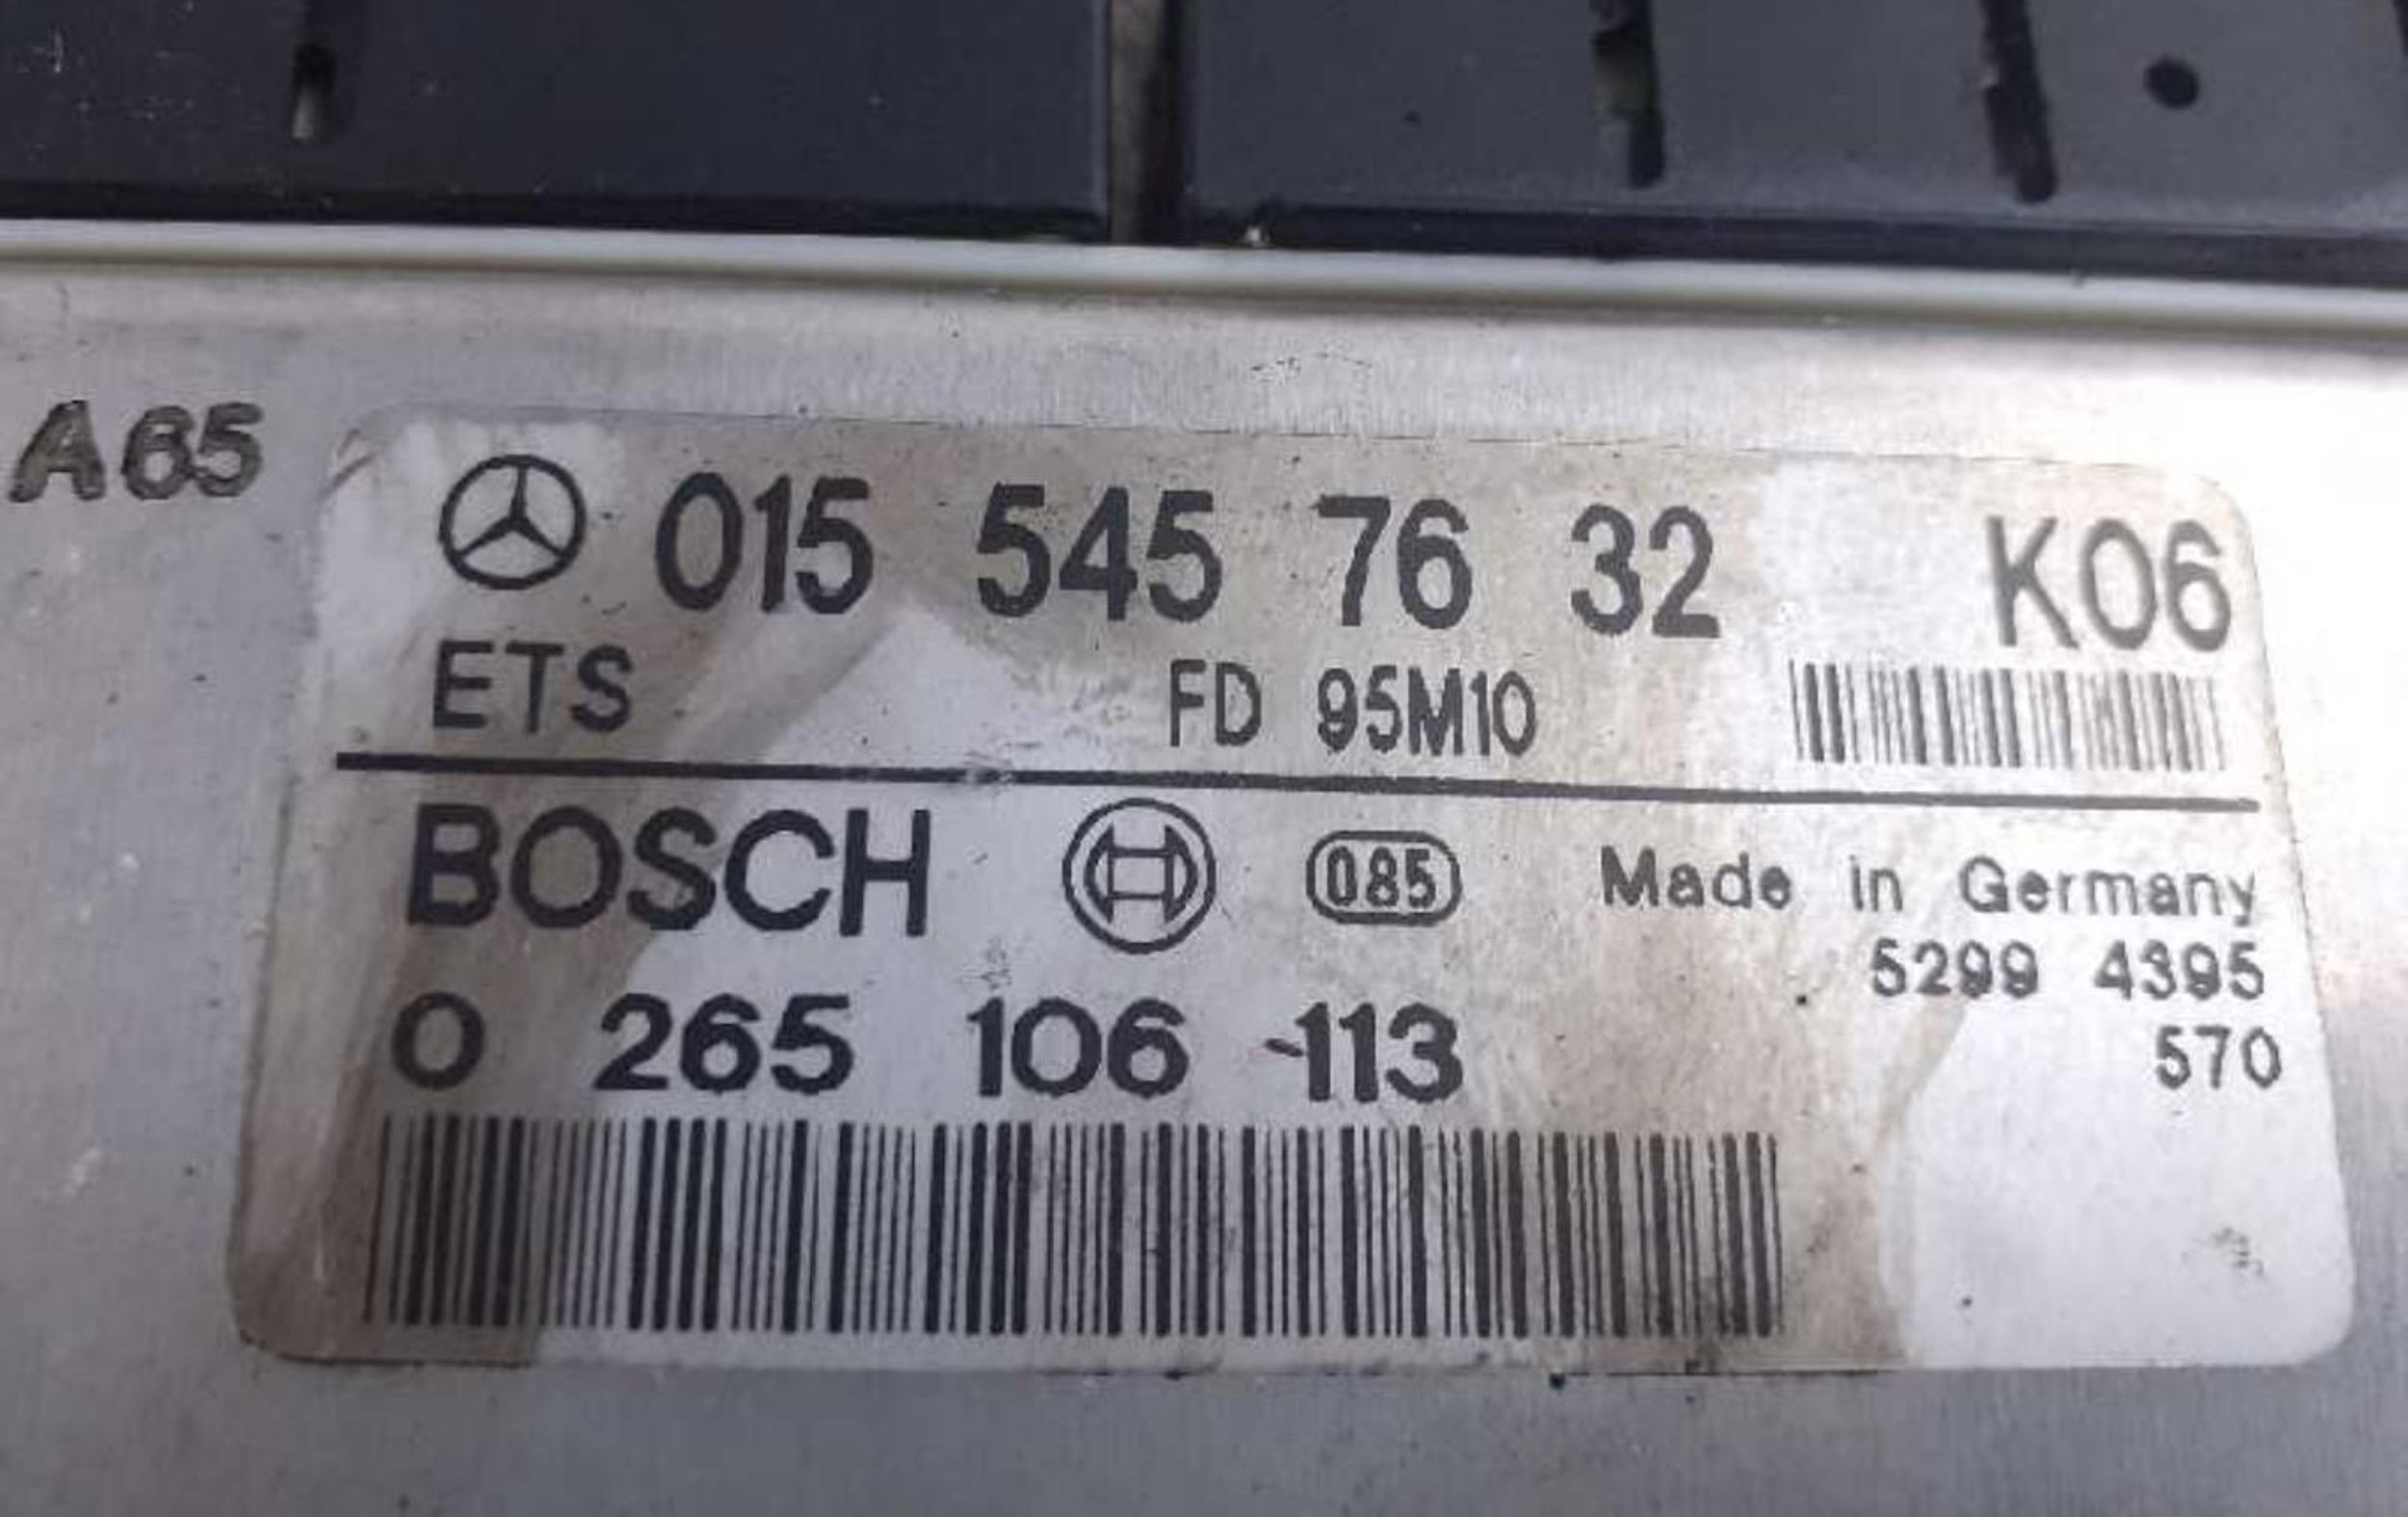 A65
015 545 76 32 K06
ETS FD 95M10
BOSCH 085 Made in Germany
5299 4395
0 265 106 113
570